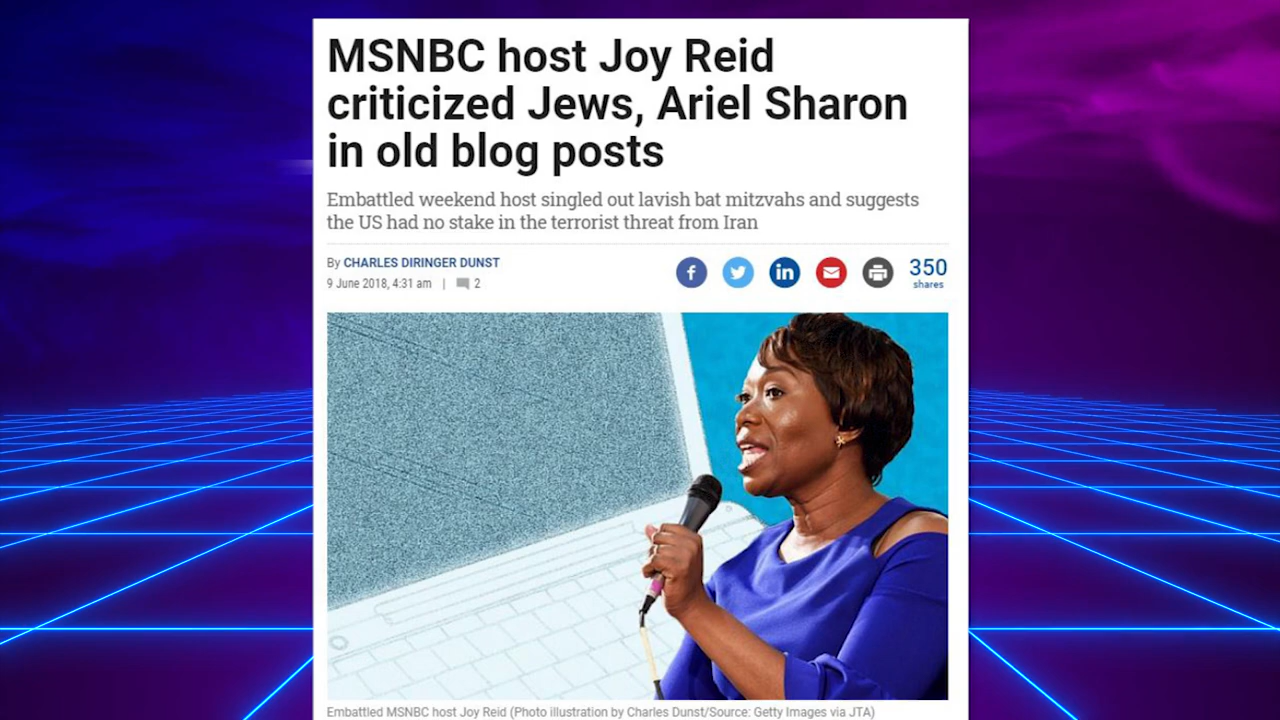 MSNBC host Joy Reid
criticized Jews, Ariel Sharon
in old blog posts
Embattled weekend host singled out lavish bat mitzvahs and suggests
the US had no stake in the terrorist threat from Iran
By CHARLES DIRINGER DUNST
9 June 2018, 4:31 am | 2
f in 350
shares
Embattled MSNBC host Joy Reid (Photo illustration by Charles Dunst/Source: Getty Images via JTA)